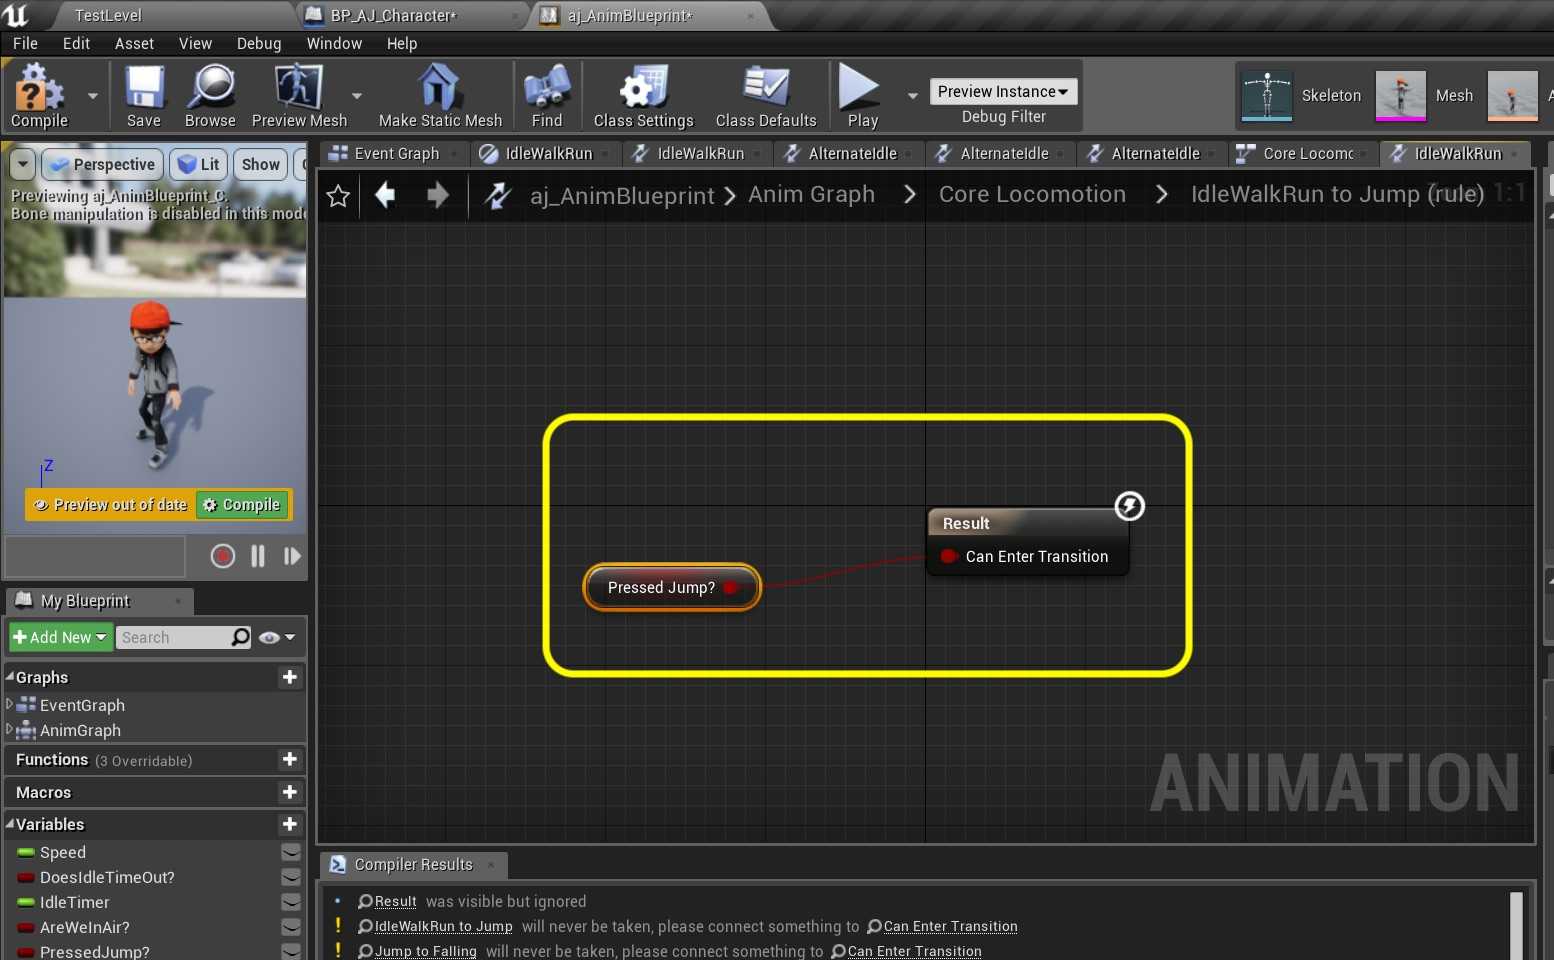 TestLevel
BP_AJ_Character*
aj_AnimBlueprint*
File Edit Asset View Debug Window Help
Compile
Save
Browse
Preview Mesh
Make Static Mesh
Find
Class Settings
Class Defaults
Play
Preview Instance
Debug Filter
Skeleton
Mesh
Perspective
Lit
Show
Previewing aj_AnimBlueprint_C.
Bone manipulation is disabled in this mode
Event Graph
IdleWalkRun
IdleWalkRun
AlternateIdle
AlternateIdle
AlternateIdle
Core Locomo
IdleWalkRun
aj_AnimBlueprint > Anim Graph > Core Locomotion > IdleWalkRun to Jump (rule)
Z
Preview out of date
Compile
Result
Can Enter Transition
Pressed Jump?
ANIMATION
My Blueprint
Add New
Search
Graphs
EventGraph
AnimGraph
Functions (3 Overridable)
Macros
Variables
Speed
DoesIdleTimeOut?
IdleTimer
AreWeInAir?
PressedJump?
Compiler Results
Result was visible but ignored
IdleWalkRun to Jump will never be taken, please connect something to Can Enter Transition
Jump to Falling will never be taken, please connect something to Can Enter Transition